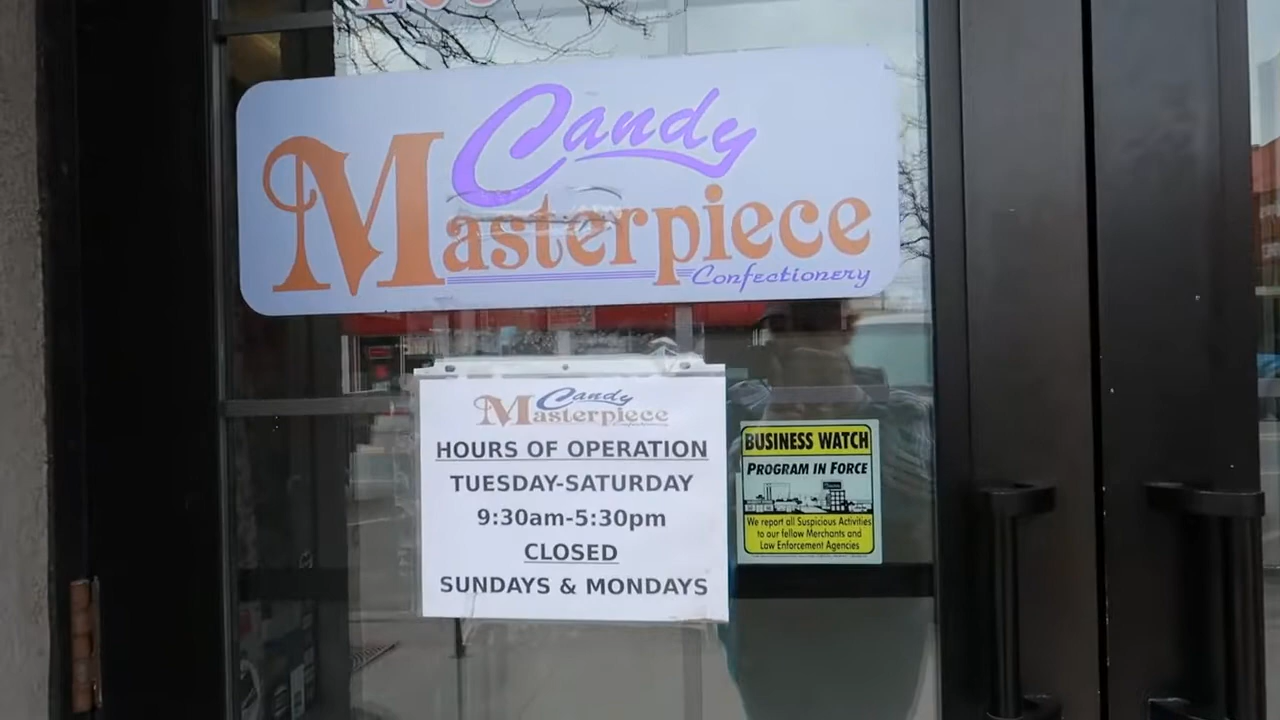 Candy
Masterpiece
Confectionery
Candy
Masterpiece
HOURS OF OPERATION
TUESDAY-SATURDAY
9:30am-5:30pm
CLOSED
SUNDAYS & MONDAYS
BUSINESS WATCH
PROGRAM IN FORCE
We report all Suspicious Activities
to our fellow Merchants and
Law Enforcement Agencies